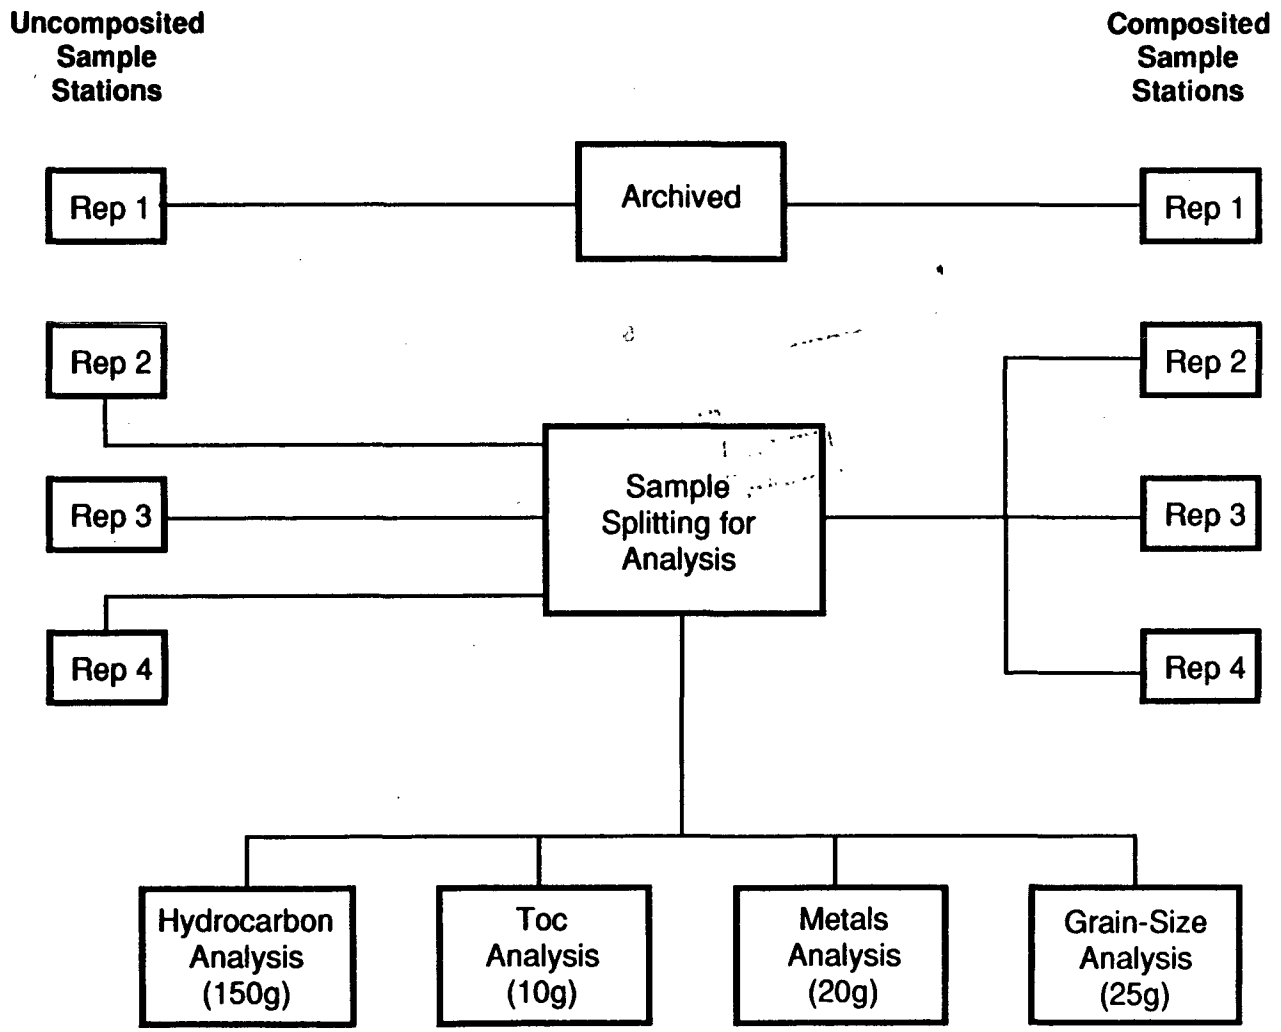 Uncomposited
Sample
Stations
Composited
Sample
Stations
Rep 1
Archived
Rep 1
Rep 2
Rep 2
Rep 3
Sample
Splitting for
Analysis
Rep 3
Rep 4
Rep 4
Hydrocarbon
Analysis
(150g)
Toc
Analysis
(10g)
Metals
Analysis
(20g)
Grain-Size
Analysis
(25g)